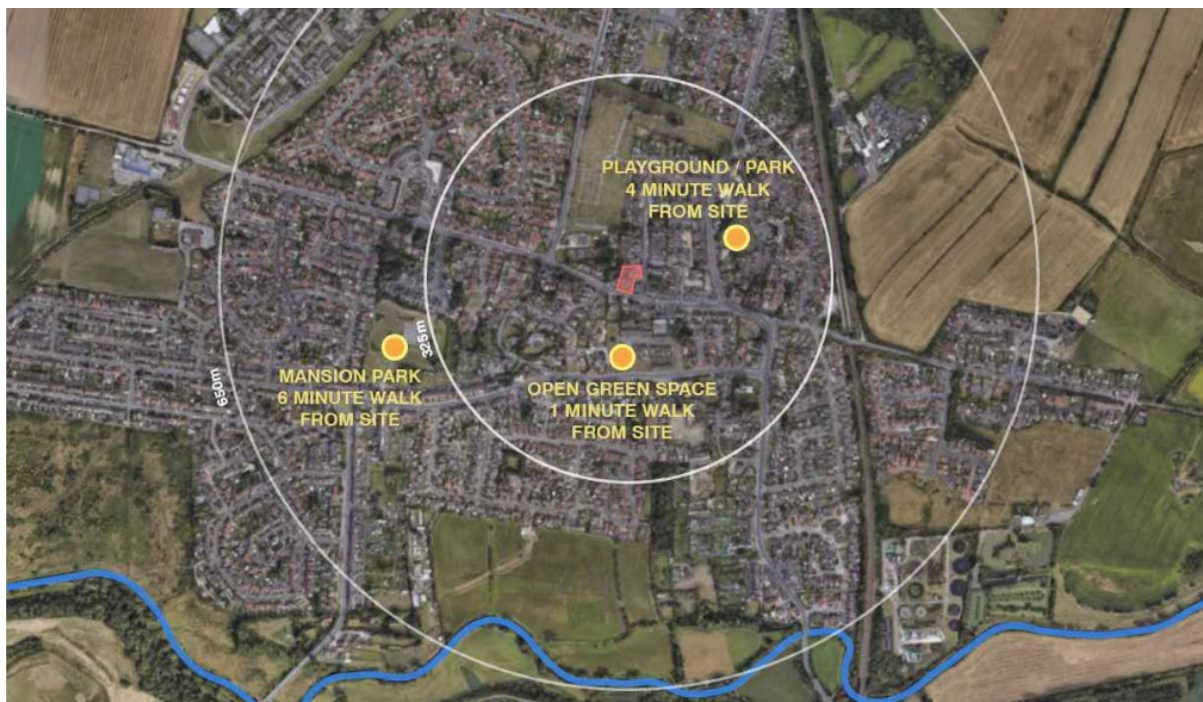 PLAYGROUND / PARK
4 MINUTE WALK
FROM SITE
325m
650m
MANSION PARK
6 MINUTE WALK
FROM SITE
OPEN GREEN SPACE
1 MINUTE WALK
FROM SITE